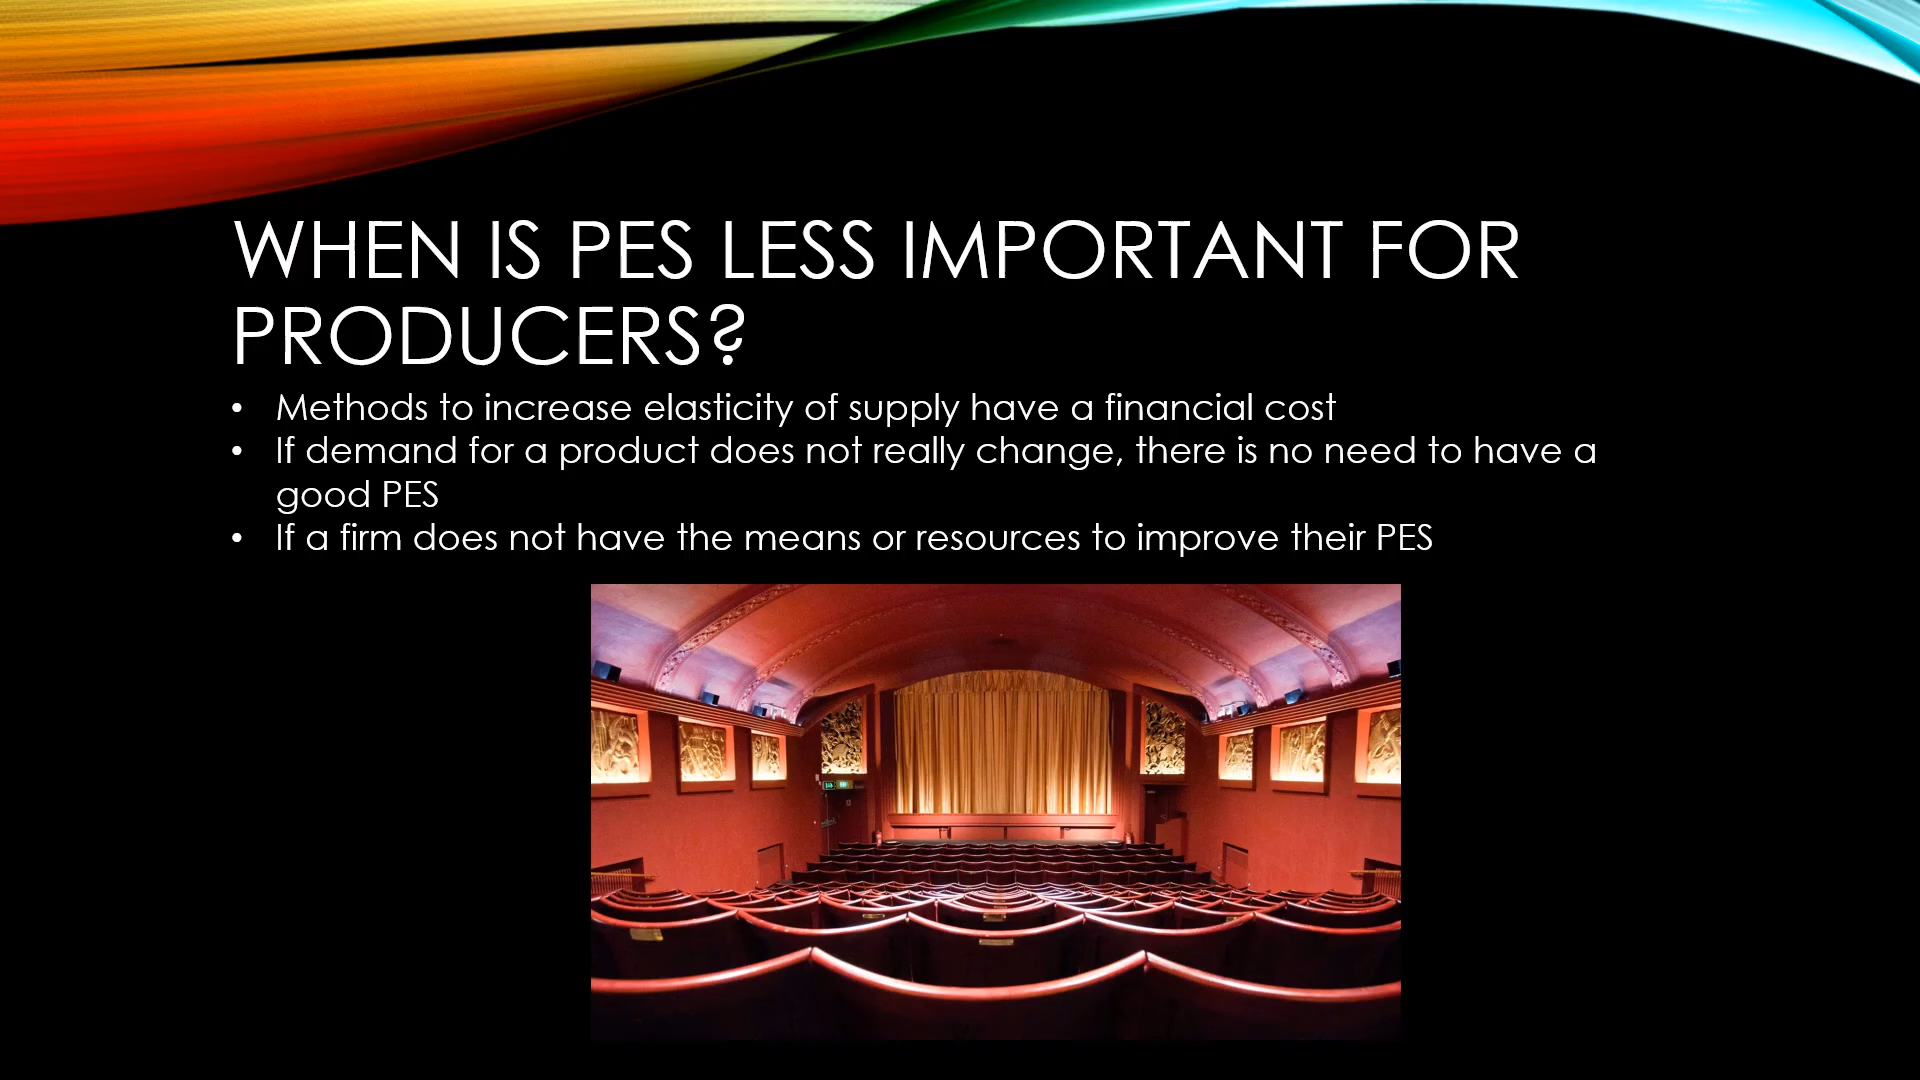 WHEN IS PES LESS IMPORTANT FOR
PRODUCERS?
• Methods to increase elasticity of supply have a financial cost
• If demand for a product does not really change, there is no need to have a
good PES
• If a firm does not have the means or resources to improve their PES